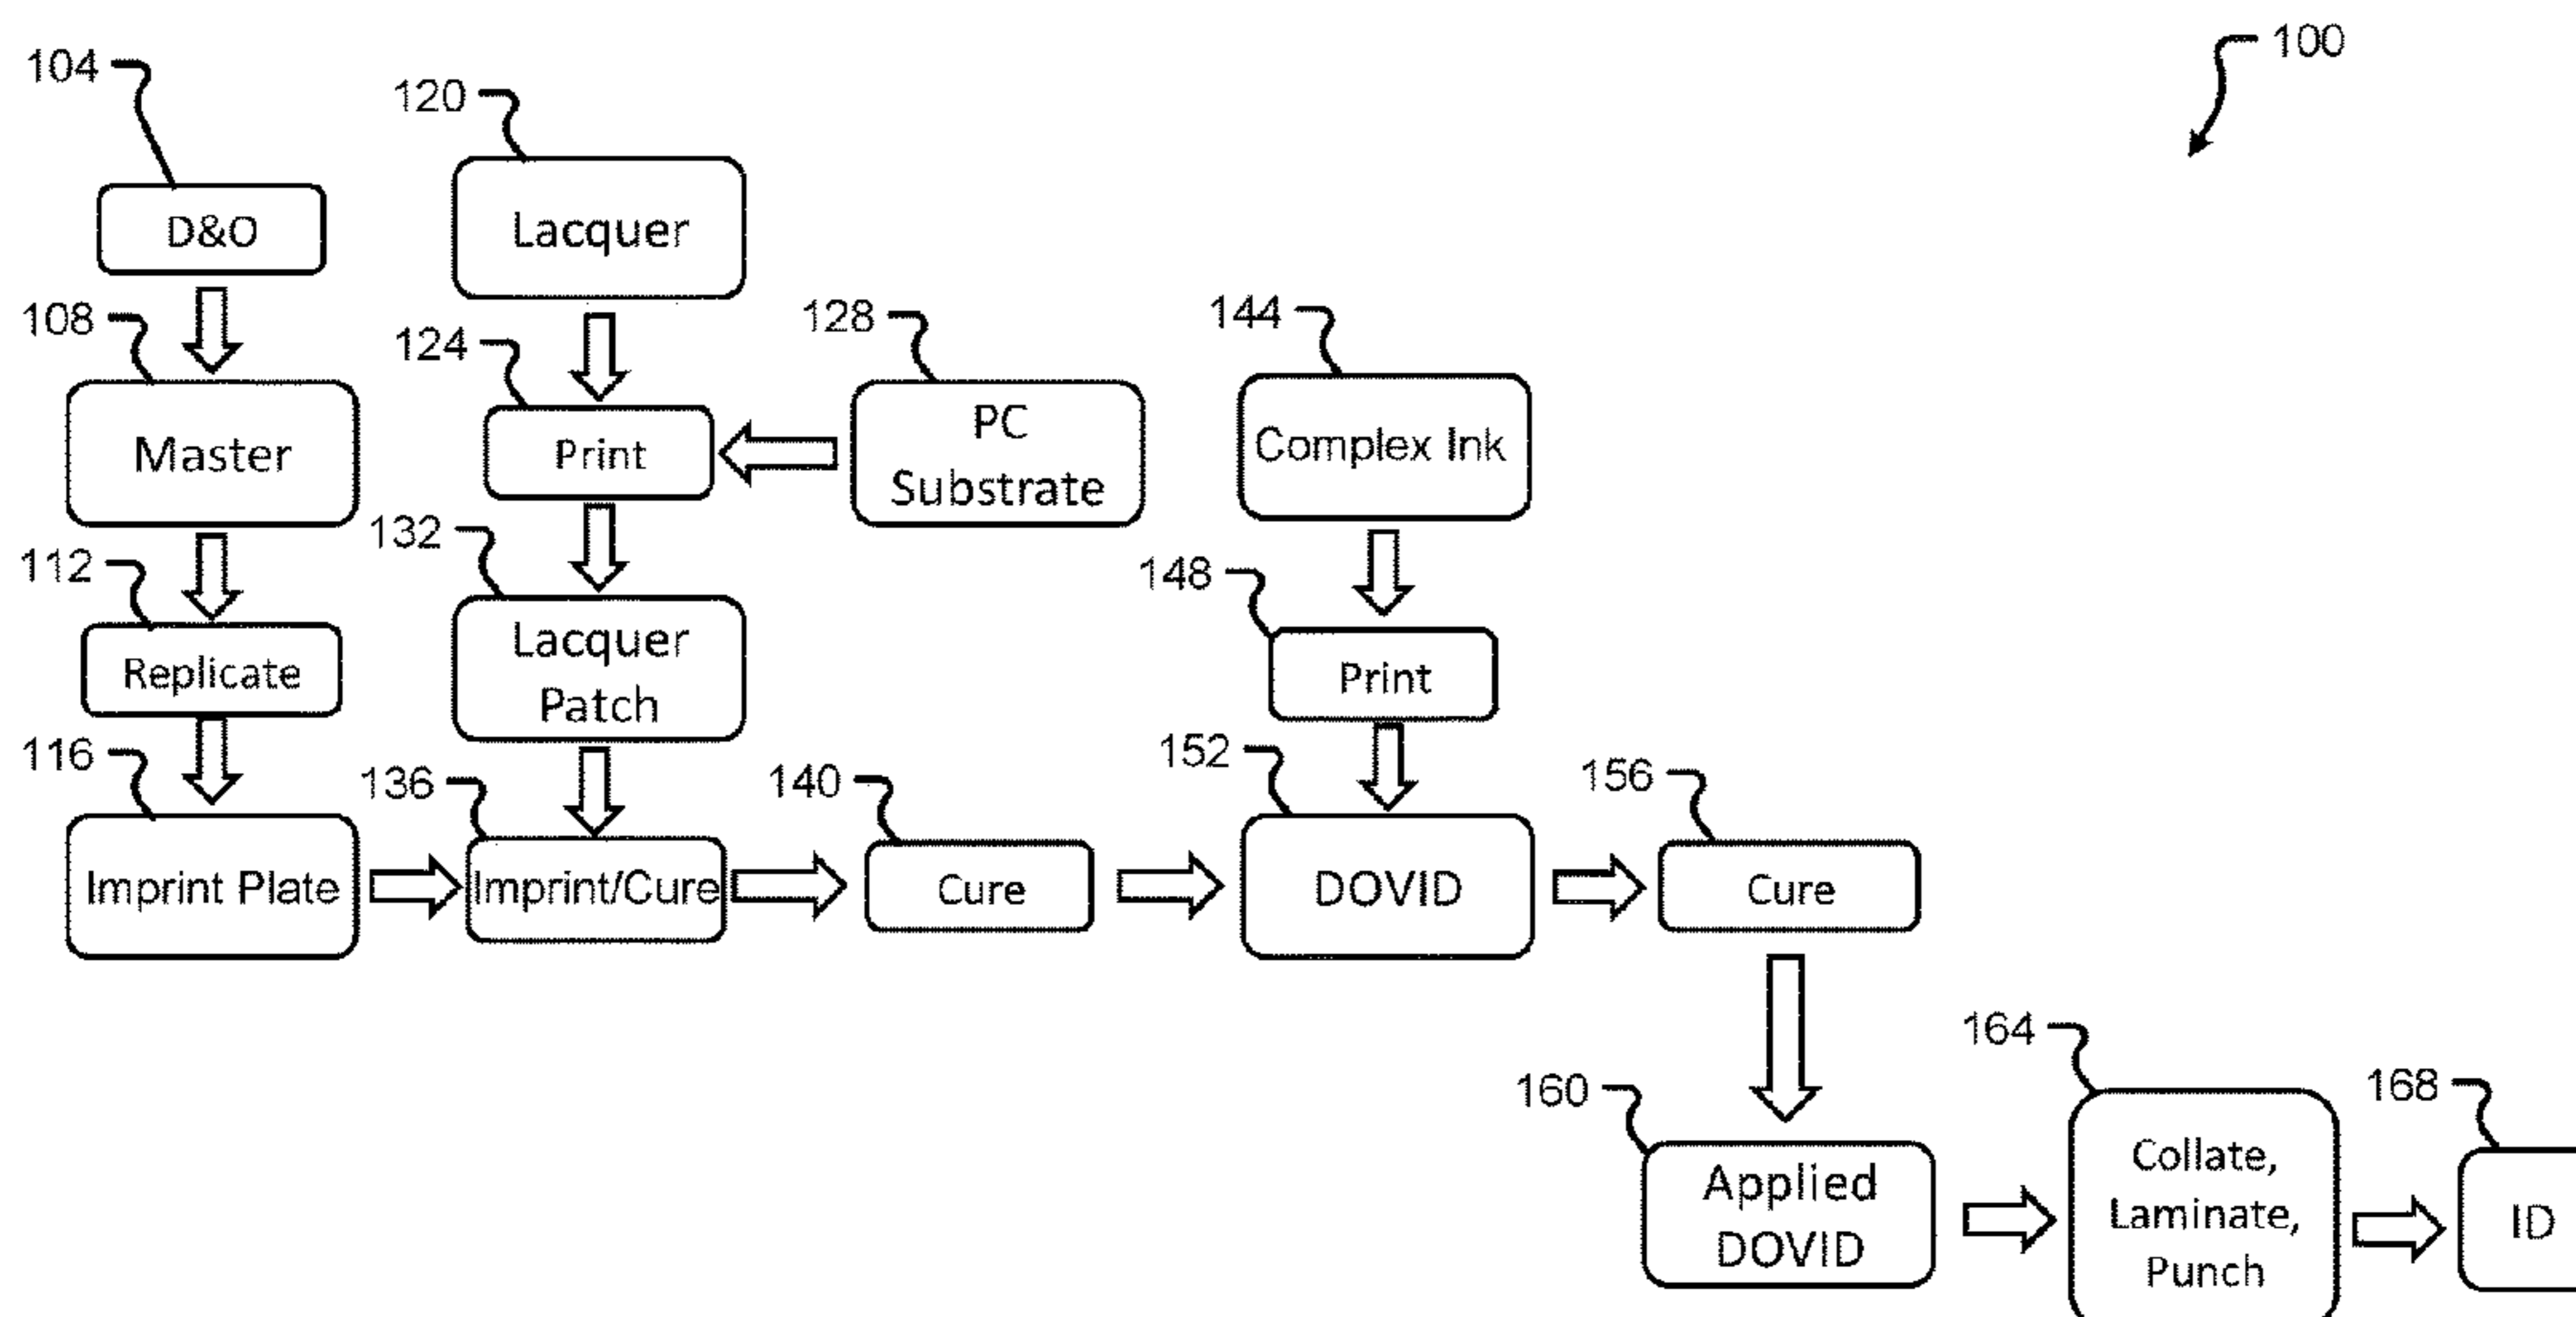 100
104
D&O
120
Lacquer
108
Master
124
Print
128
PC
Substrate
144
Complex Ink
112
Replicate
132
Lacquer
Patch
148
Print
116
Imprint Plate
136
Imprint/Cure
140
Cure
152
DOVID
156
Cure
160
Applied
DOVID
164
Collate,
Laminate,
Punch
168
ID